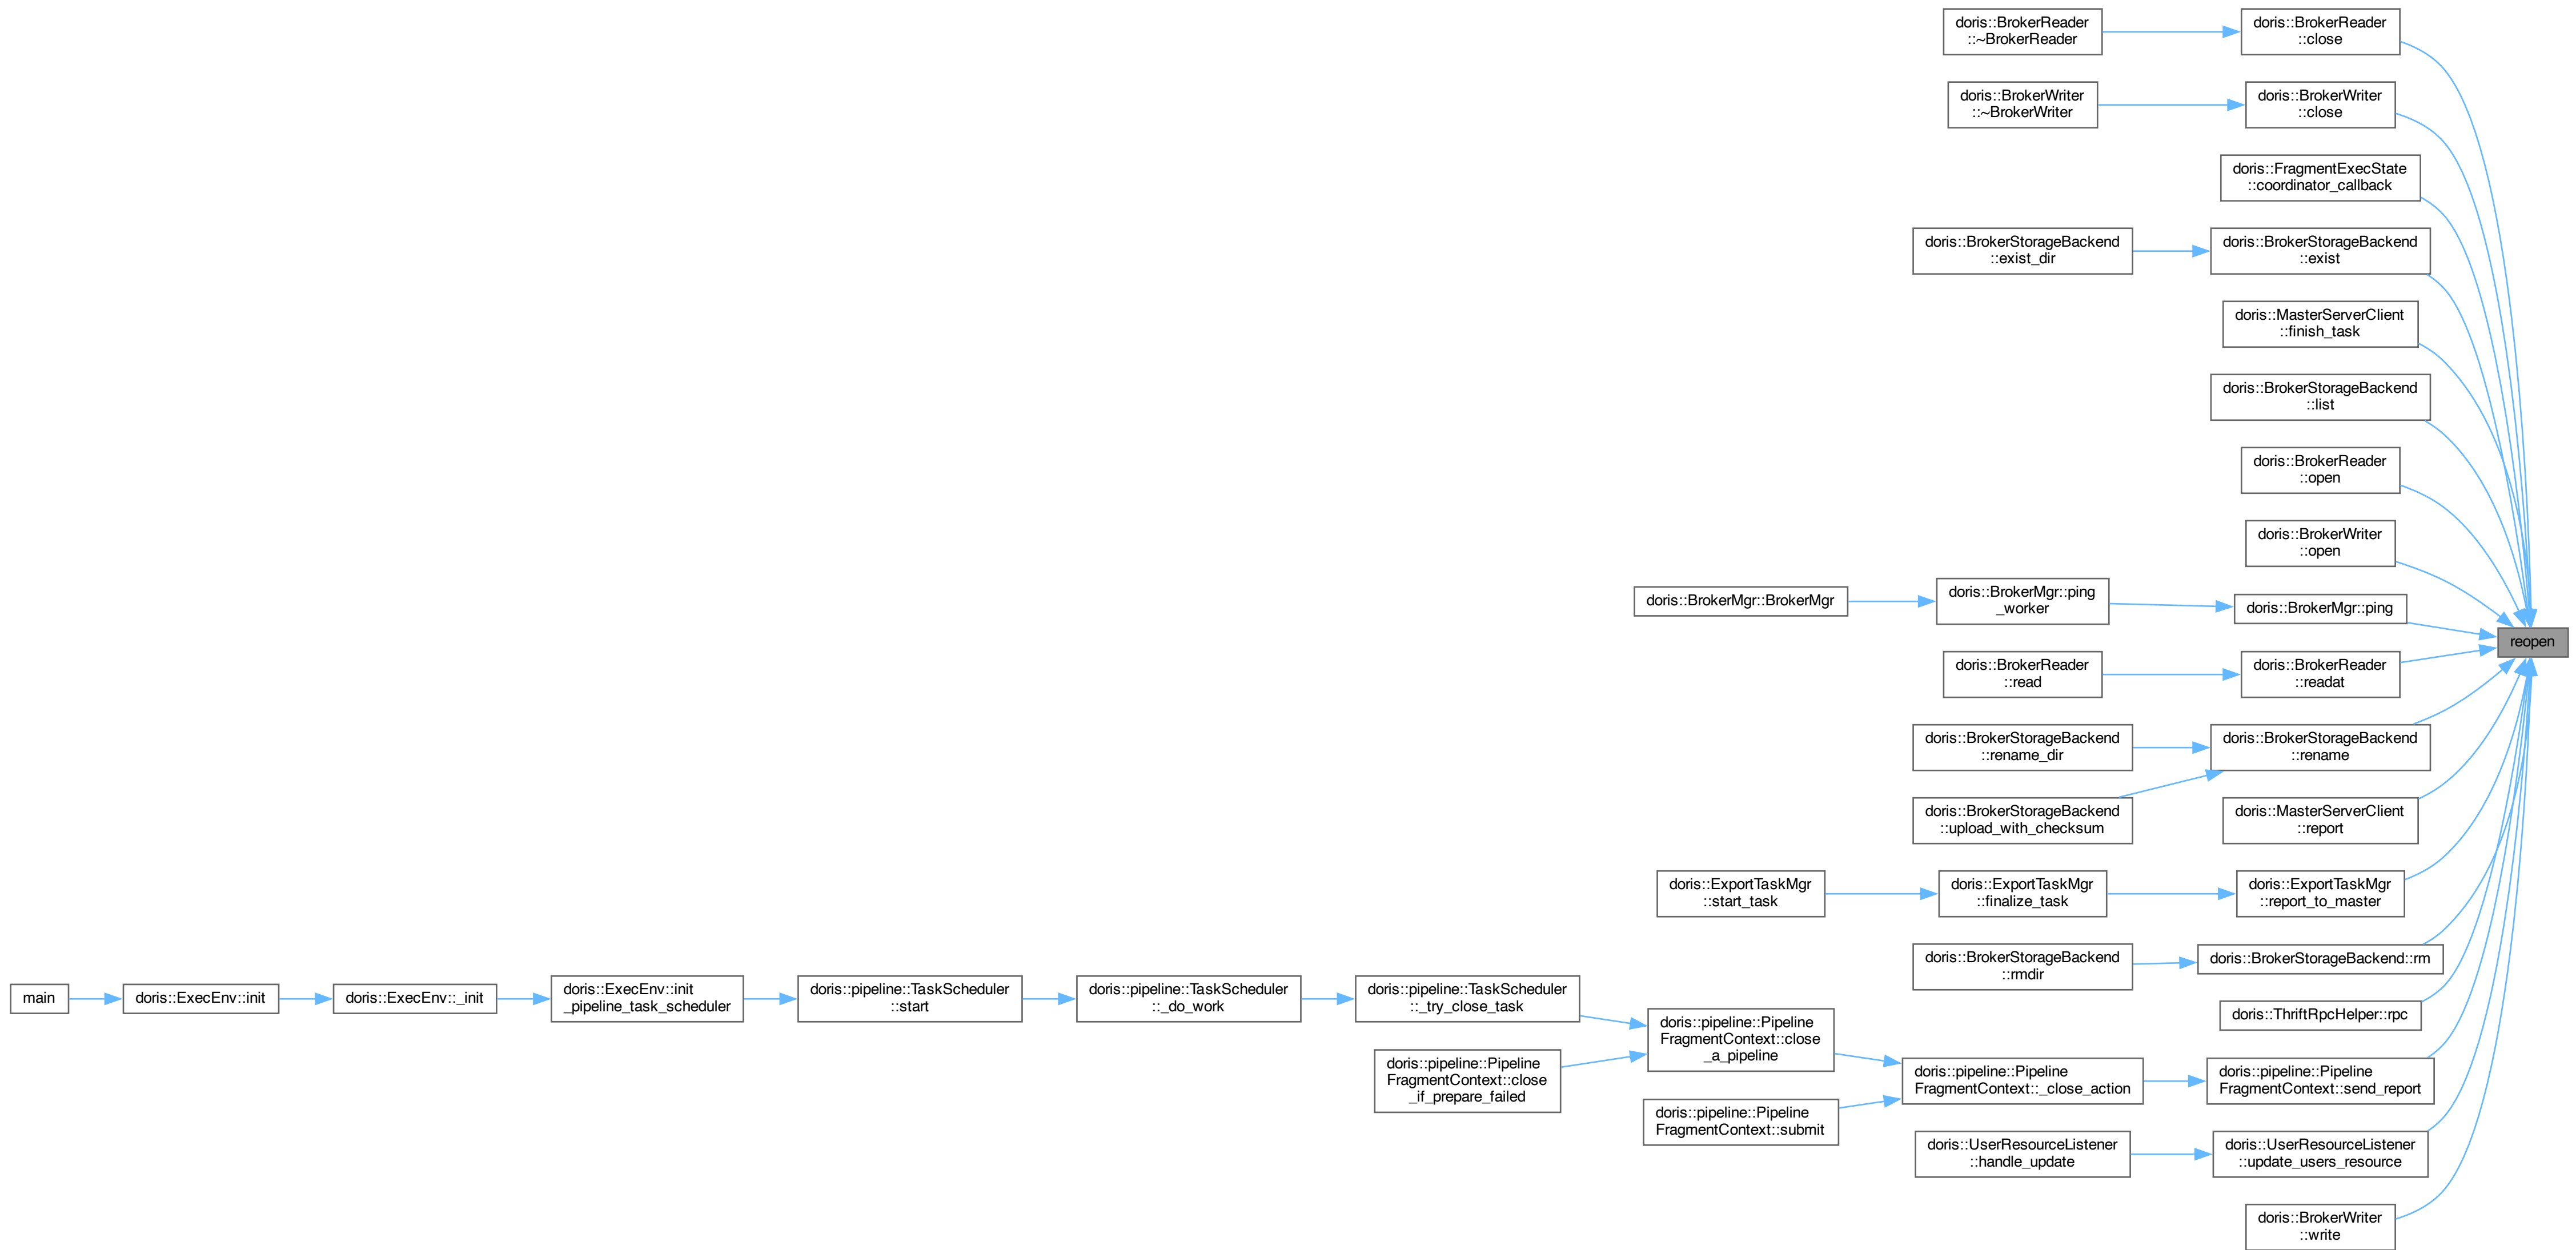 doris::BrokerReader
::~BrokerReader
doris::BrokerReader
::close
doris::BrokerWriter
::~BrokerWriter
doris::BrokerWriter
::close
doris::FragmentExecState
::coordinator_callback
doris::BrokerStorageBackend
::exist_dir
doris::BrokerStorageBackend
::exist
doris::MasterServerClient
::finish_task
doris::BrokerStorageBackend
::list
doris::BrokerReader
::open
doris::BrokerWriter
::open
doris::BrokerMgr::BrokerMgr
doris::BrokerMgr::ping
_worker
doris::BrokerMgr::ping
reopen
doris::BrokerReader
::read
doris::BrokerReader
::readat
doris::BrokerStorageBackend
::rename_dir
doris::BrokerStorageBackend
::rename
doris::BrokerStorageBackend
::upload_with_checksum
doris::MasterServerClient
::report
doris::ExportTaskMgr
::start_task
doris::ExportTaskMgr
::finalize_task
doris::ExportTaskMgr
::report_to_master
doris::BrokerStorageBackend
::rmdir
doris::BrokerStorageBackend::rm
main
doris::ExecEnv::init
doris::ExecEnv::_init
doris::ExecEnv::init
_pipeline_task_scheduler
doris::pipeline::TaskScheduler
::start
doris::pipeline::TaskScheduler
::_do_work
doris::pipeline::TaskScheduler
::_try_close_task
doris::ThriftRpcHelper::rpc
doris::pipeline::Pipeline
FragmentContext::close
_a_pipeline
doris::pipeline::Pipeline
FragmentContext::close
_if_prepare_failed
doris::pipeline::Pipeline
FragmentContext::_close_action
doris::pipeline::Pipeline
FragmentContext::send_report
doris::pipeline::Pipeline
FragmentContext::submit
doris::UserResourceListener
::handle_update
doris::UserResourceListener
::update_users_resource
doris::BrokerWriter
::write